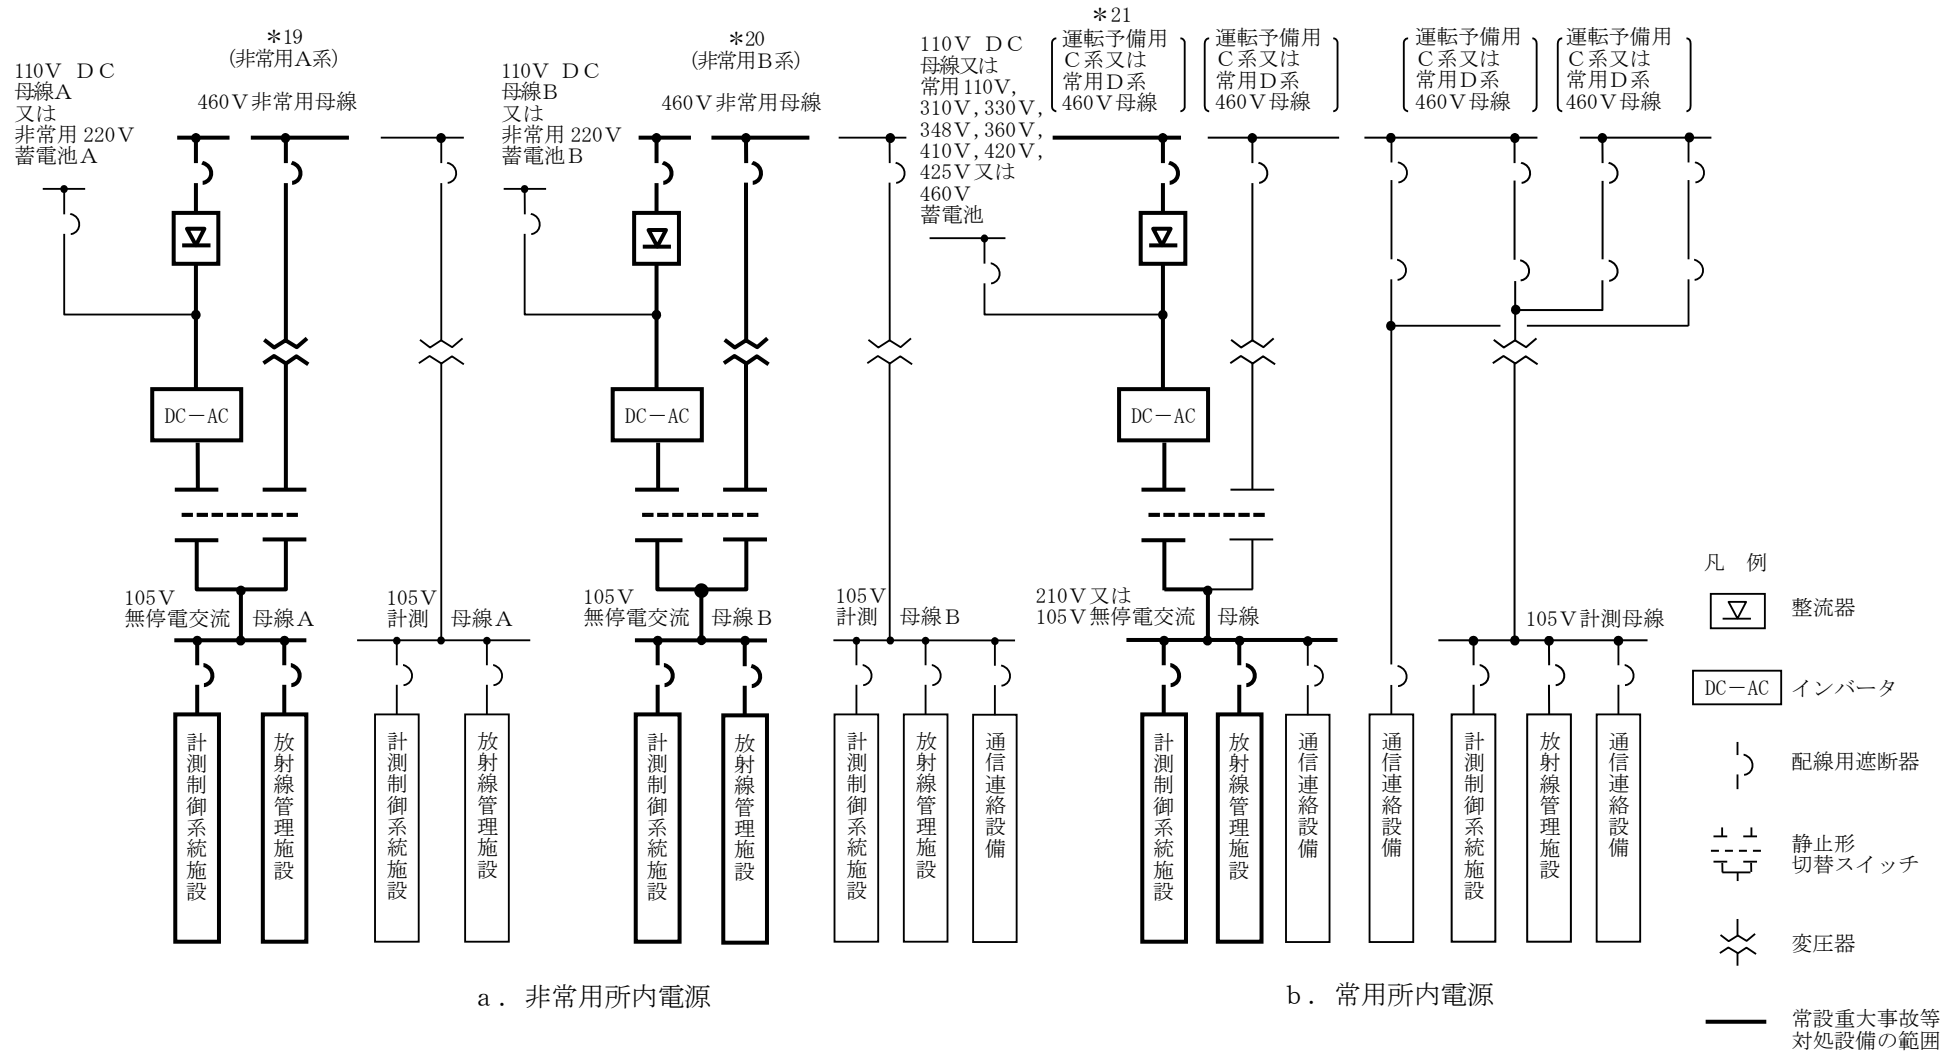 *19
(非常用A系)
110V DC
母線A
又は
非常用220V
蓄電池A
460V非常用母線
*20
(非常用B系)
110V DC
母線B
又は
非常用220V
蓄電池B
460V非常用母線
110V DC
母線又は
常用110V,
310V,330V,
348V,360V,
410V,420V,
425V又は
460V
蓄電池
*21
運転予備用
C系又は
常用D系
460V母線
運転予備用
C系又は
常用D系
460V母線
運転予備用
C系又は
常用D系
460V母線
運転予備用
C系又は
常用D系
460V母線
DC-AC
DC-AC
DC-AC
105V
無停電交流 母線A
105V
計測 母線A
105V
無停電交流 母線B
105V
計測 母線B
210V又は
105V無停電交流 母線
105V計測母線
計測制御系統施設
放射線管理施設
計測制御系統施設
放射線管理施設
計測制御系統施設
放射線管理施設
計測制御系統施設
放射線管理施設
通信連絡設備
計測制御系統施設
放射線管理施設
通信連絡設備
通信連絡設備
計測制御系統施設
放射線管理施設
通信連絡設備
a.非常用所内電源
b.常用所内電源
凡 例
整流器
DC-AC インバータ
配線用遮断器
静止形
切替スイッチ
変圧器
常設重大事故等
対処設備の範囲